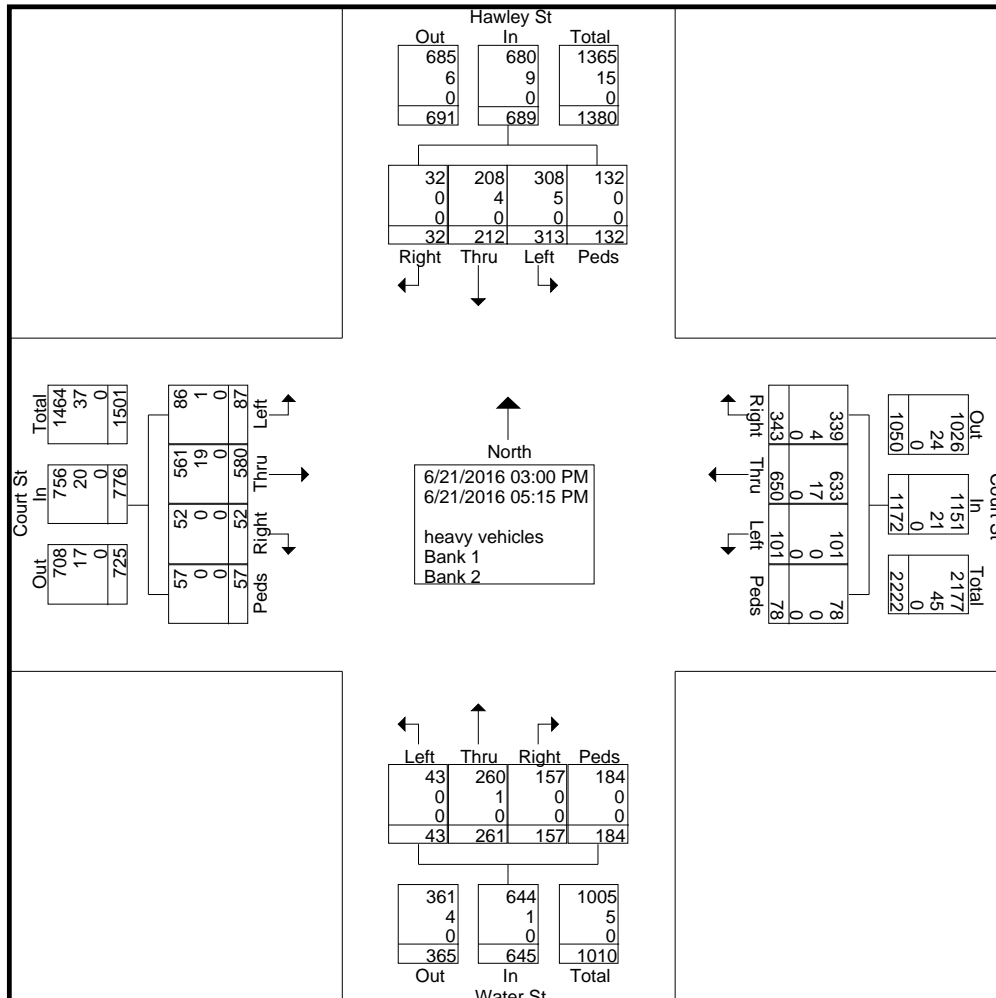 Hawley St
Out In Total
685 680 1365
6 9 15
0 0 0
691 689 1380
32 208 308 132
0 4 5 0
0 0 0 0
32 212 313 132
Right Thru Left Peds
Court St
Total
1464
37
0
1501
In
756
20
0
776
Out
708
17
0
725
86
1
0
87
Left
561
19
0
580
Thru
52
0
0
52
Right
57
0
0
57
Peds
North
6/21/2016 03:00 PM
6/21/2016 05:15 PM
heavy vehicles
Bank 1
Bank 2
Right
339
4
0
343
Thru
633
17
0
650
Left
101
0
0
101
Peds
78
0
0
78
Out
1026
24
0
1050
In
1151
21
0
1172
Total
2177
45
0
2222
Court St
Left Thru Right Peds
43 260 157 184
0 1 0 0
0 0 0 0
43 261 157 184
361 644 1005
4 1 5
0 0 0
365 645 1010
Out In Total
Water St